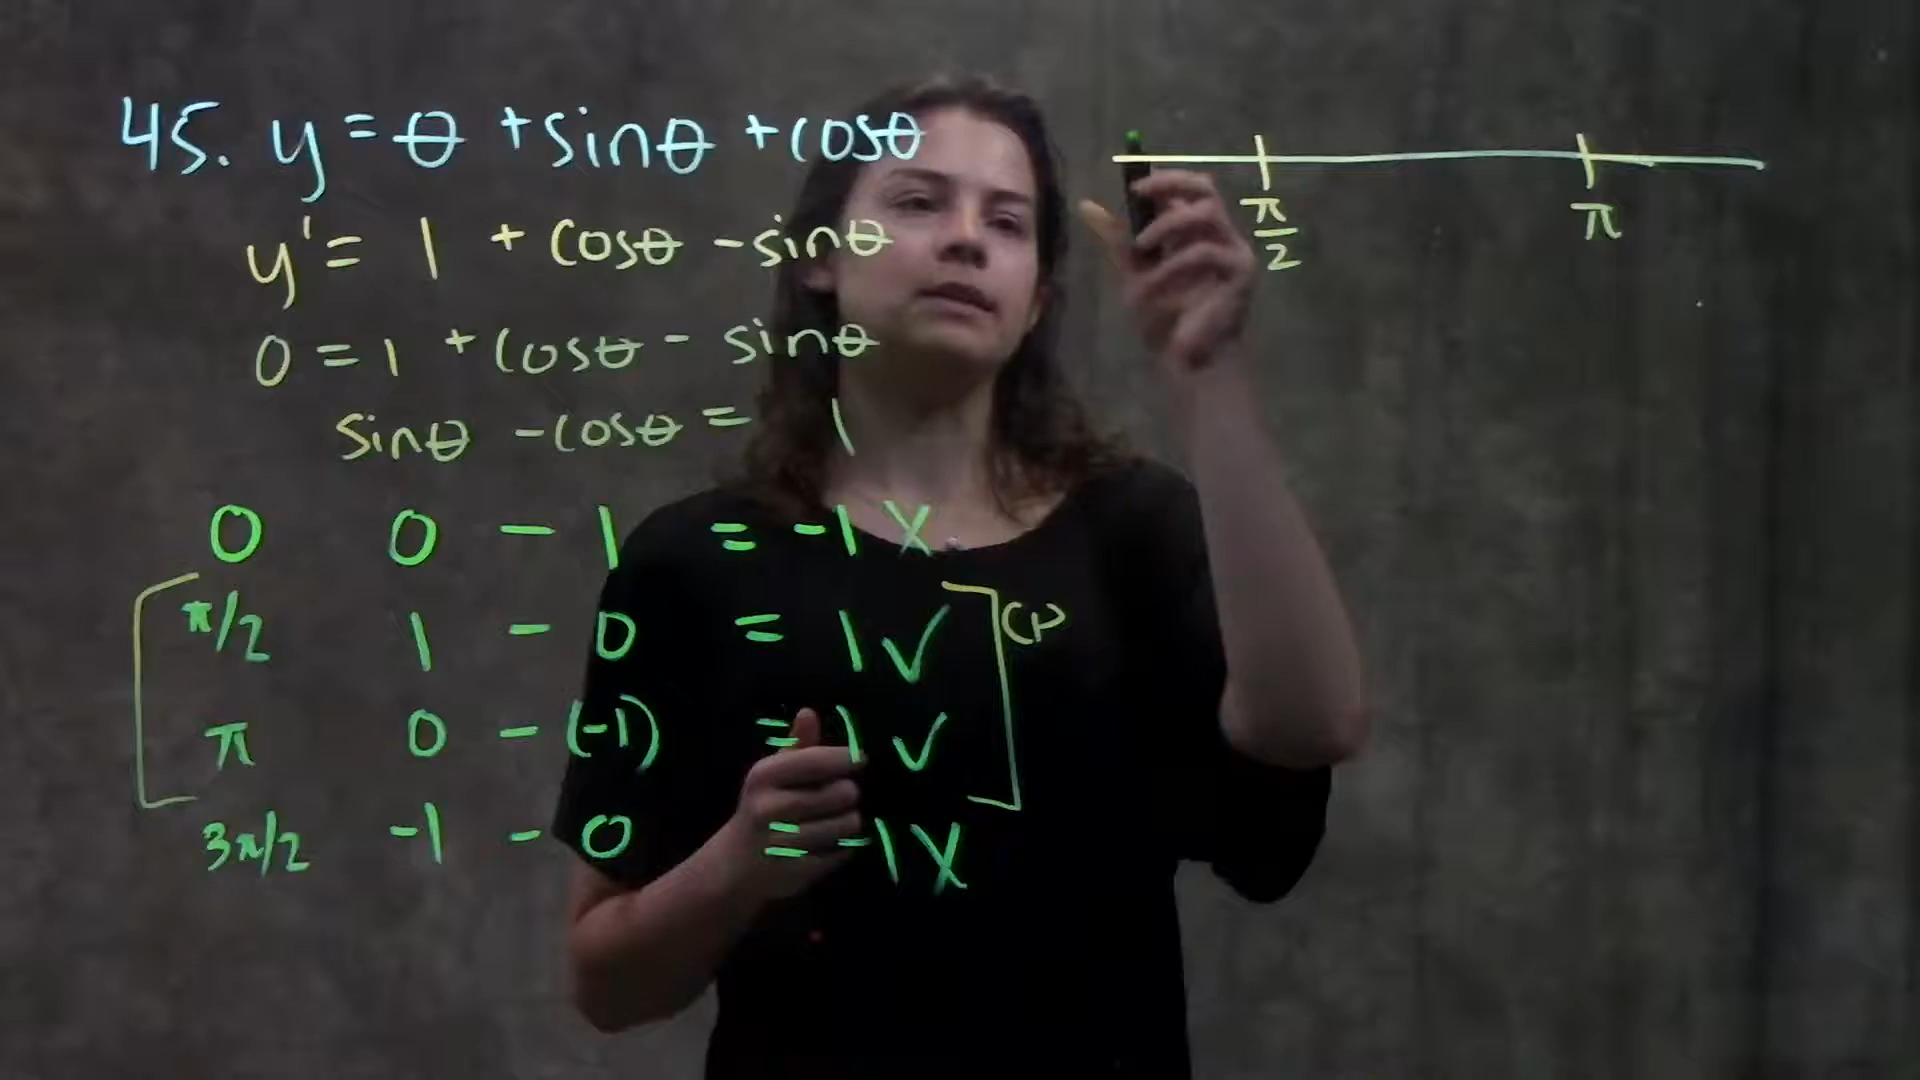 45. y = θ + sinθ + cosθ
y' = 1 + cosθ - sinθ
0 = 1 + cosθ - sinθ
sinθ - cosθ = 1
0 0 - 1 = -1 X
π/2 1 - 0 = 1 ✓ CP
π 0 - (-1) = 1 ✓
3π/2 -1 - 0 = -1 X
π/2 π